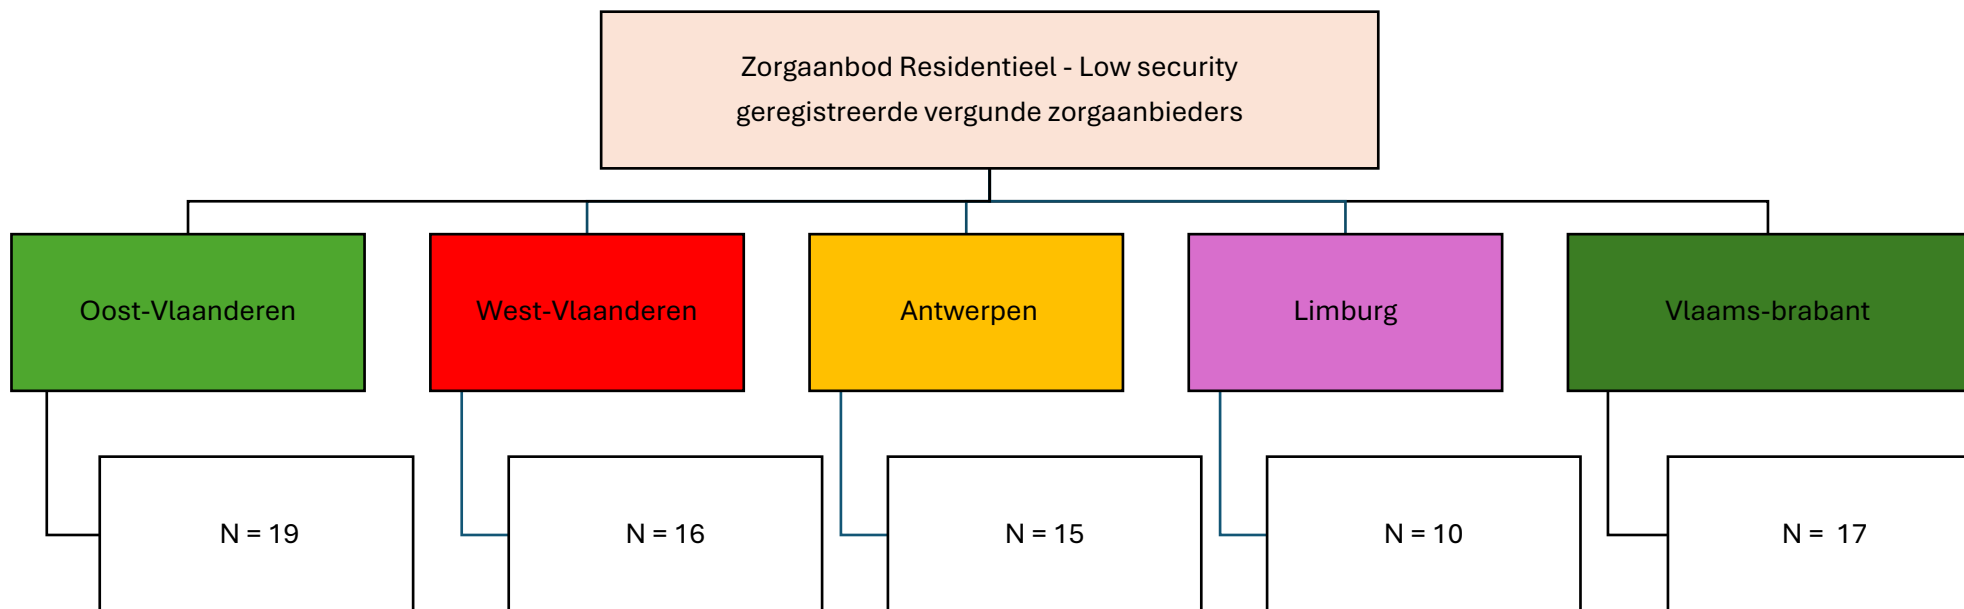 Zorgaanbod Residentieel - Low security
geregistreerde vergunde zorgaanbieders
Oost-Vlaanderen
West-Vlaanderen
Antwerpen
Limburg
Vlaams-brabant
N = 19
N = 16
N = 15
N = 10
N =  17